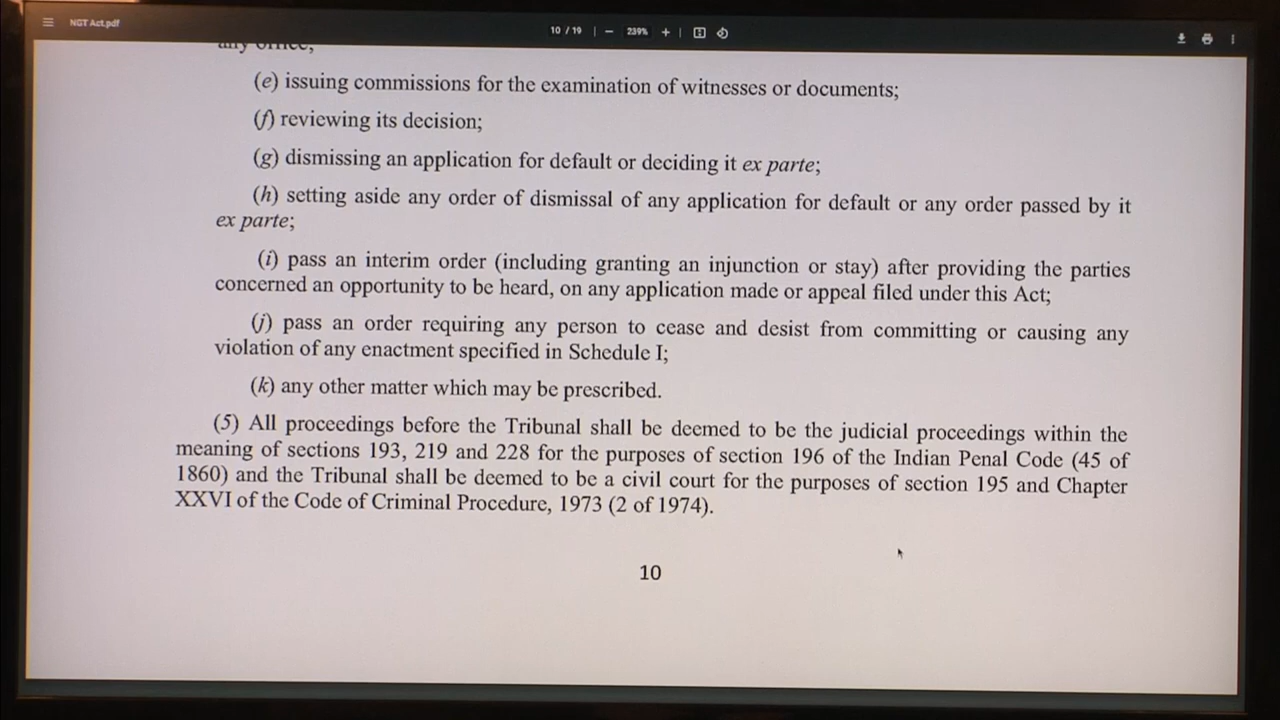 NGT Act.pdf
10 / 19 | — 239% + |
any office;
(e) issuing commissions for the examination of witnesses or documents;
(f) reviewing its decision;
(g) dismissing an application for default or deciding it ex parte;
(h) setting aside any order of dismissal of any application for default or any order passed by it
ex parte;
(i) pass an interim order (including granting an injunction or stay) after providing the parties
concerned an opportunity to be heard, on any application made or appeal filed under this Act;
(j) pass an order requiring any person to cease and desist from committing or causing any
violation of any enactment specified in Schedule I;
(k) any other matter which may be prescribed.
(5) All proceedings before the Tribunal shall be deemed to be the judicial proceedings within the
meaning of sections 193, 219 and 228 for the purposes of section 196 of the Indian Penal Code (45 of
1860) and the Tribunal shall be deemed to be a civil court for the purposes of section 195 and Chapter
XXVI of the Code of Criminal Procedure, 1973 (2 of 1974).
10